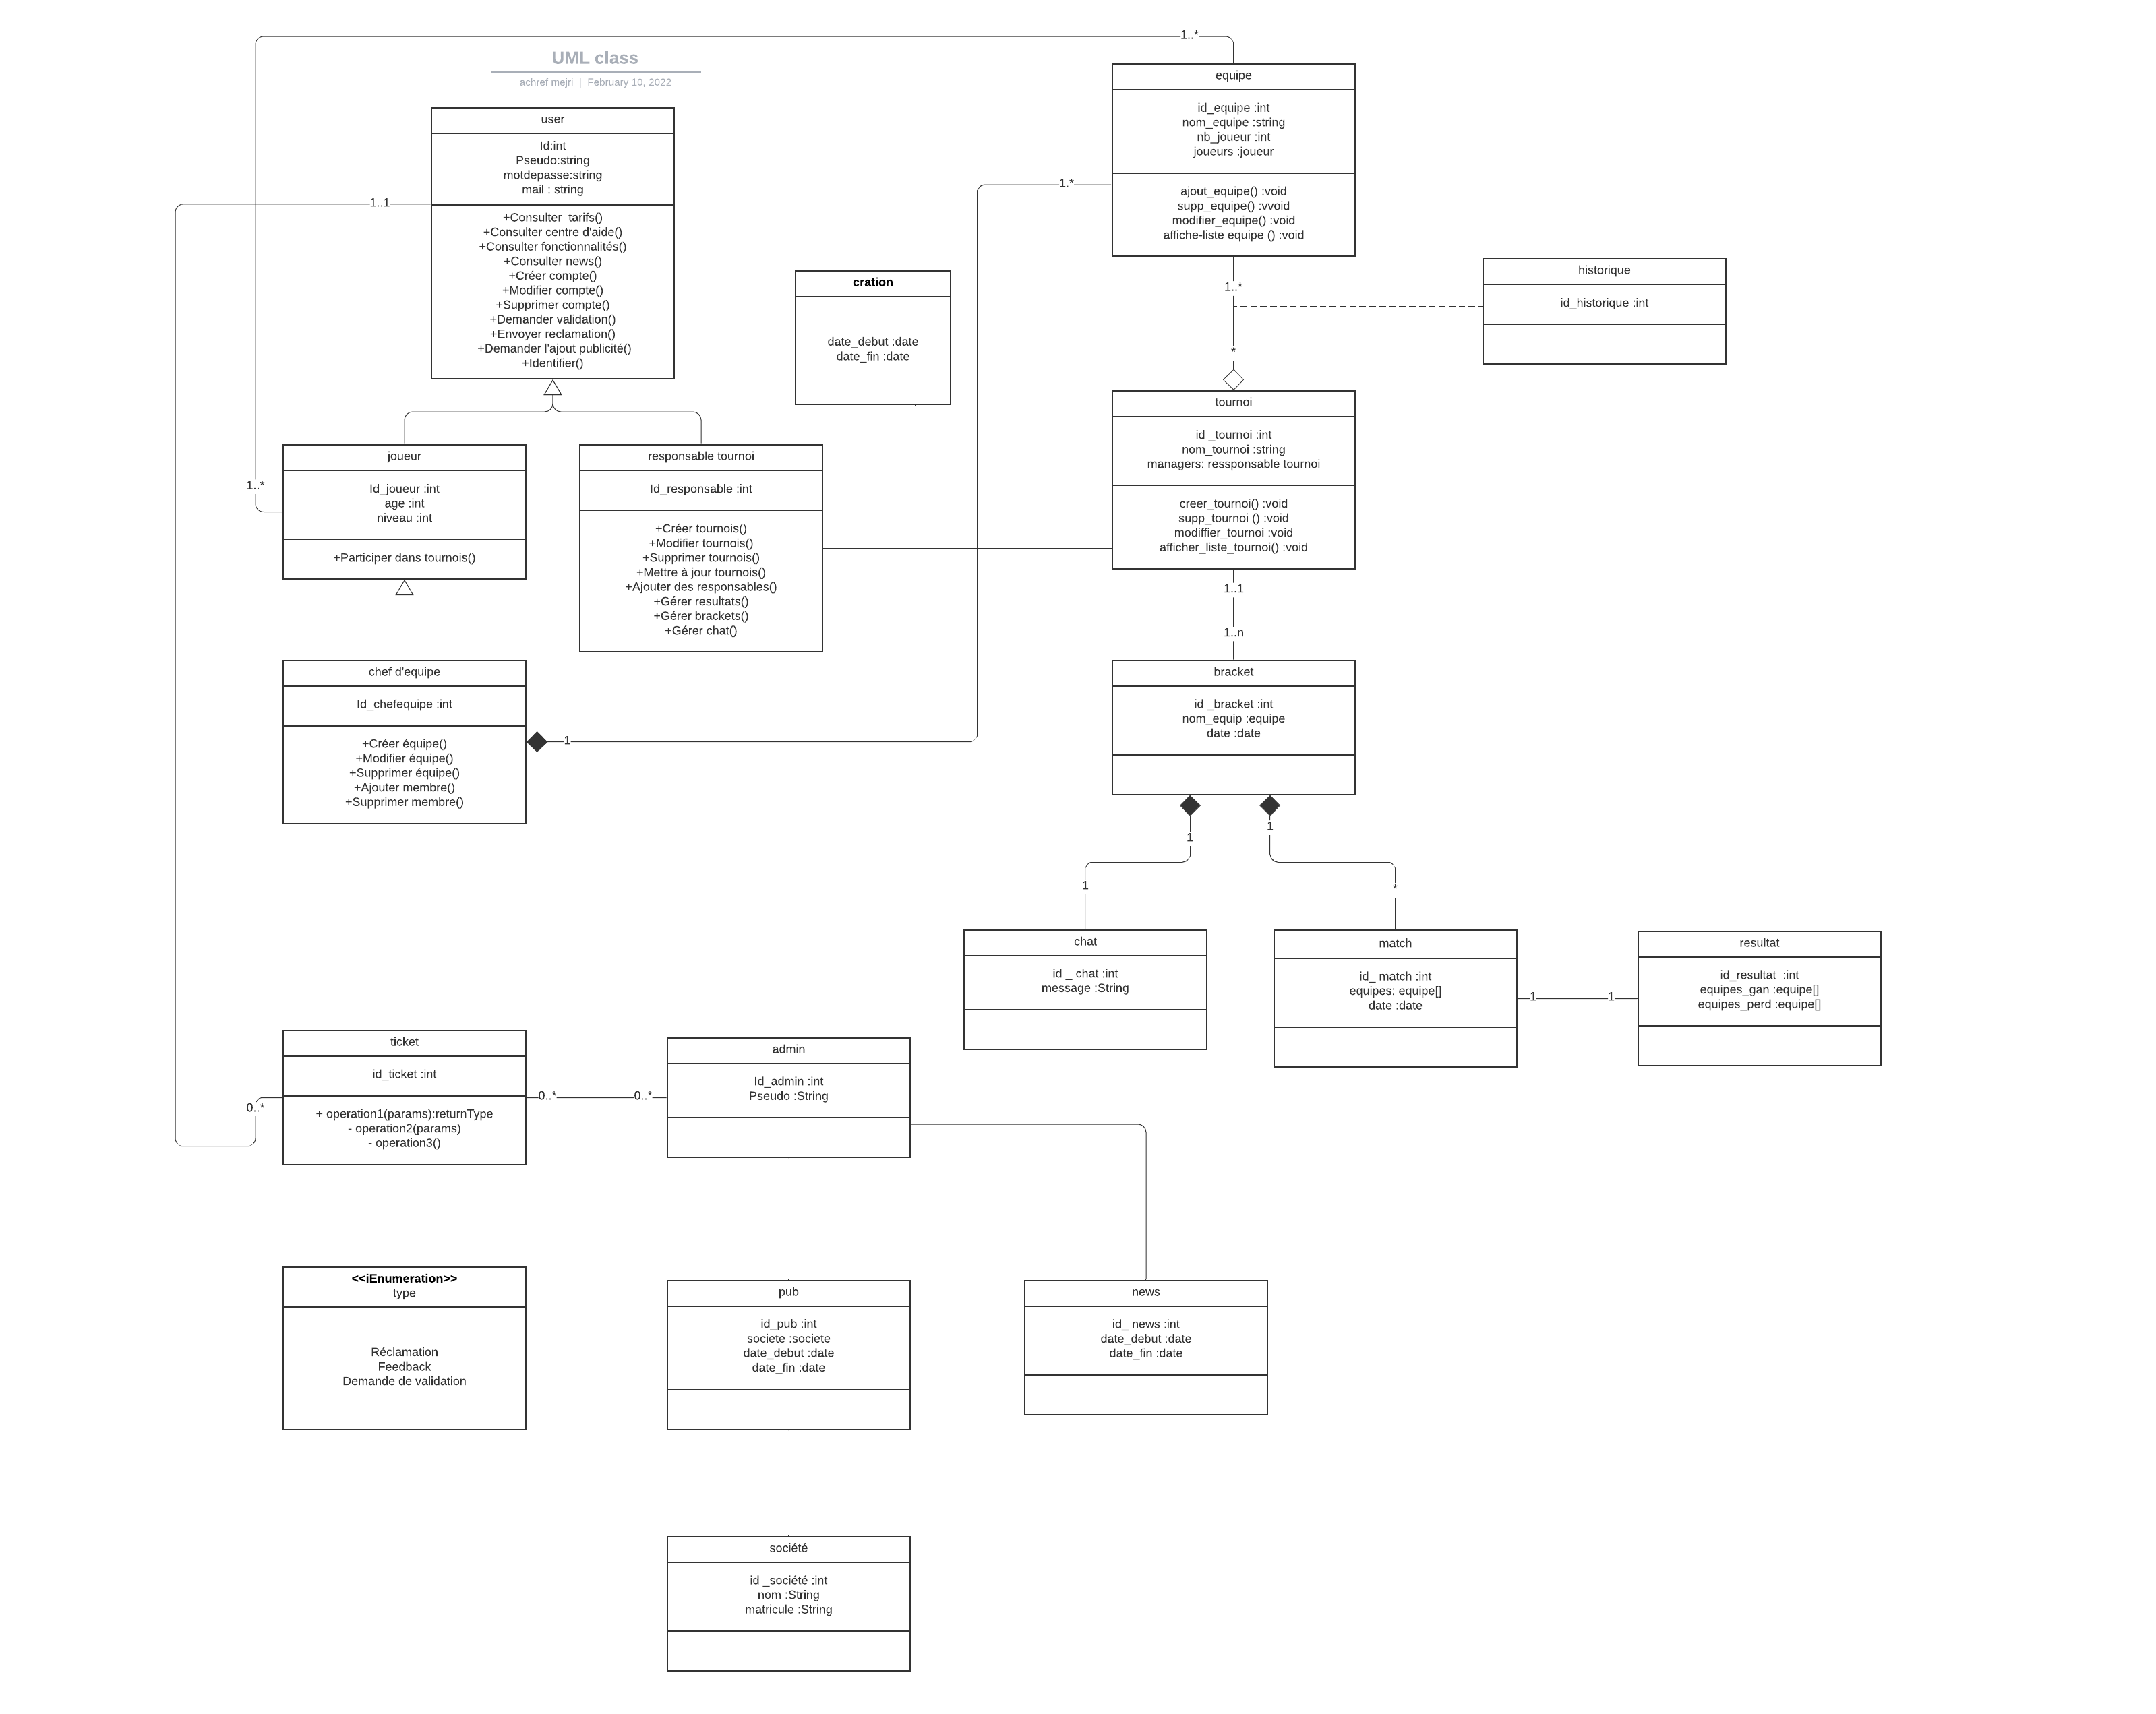 UML class
achref mejri | February 10, 2022
1..*
equipe
id_equipe :int
nom_equipe :string
nb_joueur :int
joueurs :joueur
ajout_equipe() :void
supp_equipe() :vvoid
modifier_equipe() :void
affiche-liste equipe () :void
user
Id:int
Pseudo:string
motdepasse:string
mail : string
+Consulter  tarifs()
+Consulter centre d'aide()
+Consulter fonctionnalités()
+Consulter news()
+Créer compte()
+Modifier compte()
+Supprimer compte()
+Demander validation()
+Envoyer reclamation()
+Demander l'ajout publicité()
+Identifier()
1..1
1.*
cration
date_debut :date
date_fin :date
1..*
*
historique
id_historique :int
joueur
Id_joueur :int
age :int
niveau :int
+Participer dans tournois()
1..*
responsable tournoi
Id_responsable :int
+Créer tournois()
+Modifier tournois()
+Supprimer tournois()
+Mettre à jour tournois()
+Ajouter des responsables()
+Gérer resultats()
+Gérer brackets()
+Gérer chat()
tournoi
id _tournoi :int
nom_tournoi :string
managers: ressponsable tournoi
creer_tournoi() :void
supp_tournoi () :void
modiffier_tournoi :void
afficher_liste_tournoi() :void
1..1
1..n
chef d'equipe
Id_chefequipe :int
+Créer équipe()
+Modifier équipe()
+Supprimer équipe()
+Ajouter membre()
+Supprimer membre()
1
bracket
id _bracket :int
nom_equip :equipe
date :date
1
1
1
*
chat
id _ chat :int
message :String
match
id_ match :int
equipes: equipe[]
date :date
1
1
resultat
id_resultat  :int
equipes_gan :equipe[]
equipes_perd :equipe[]
ticket
id_ticket :int
+ operation1(params):returnType
- operation2(params)
- operation3()
0..*
0..*
0..*
admin
Id_admin :int
Pseudo :String
<<iEnumeration>>
type
Réclamation
Feedback
Demande de validation
pub
id_pub :int
societe :societe
date_debut :date
date_fin :date
news
id_ news :int
date_debut :date
date_fin :date
société
id _société :int
nom :String
matricule :String